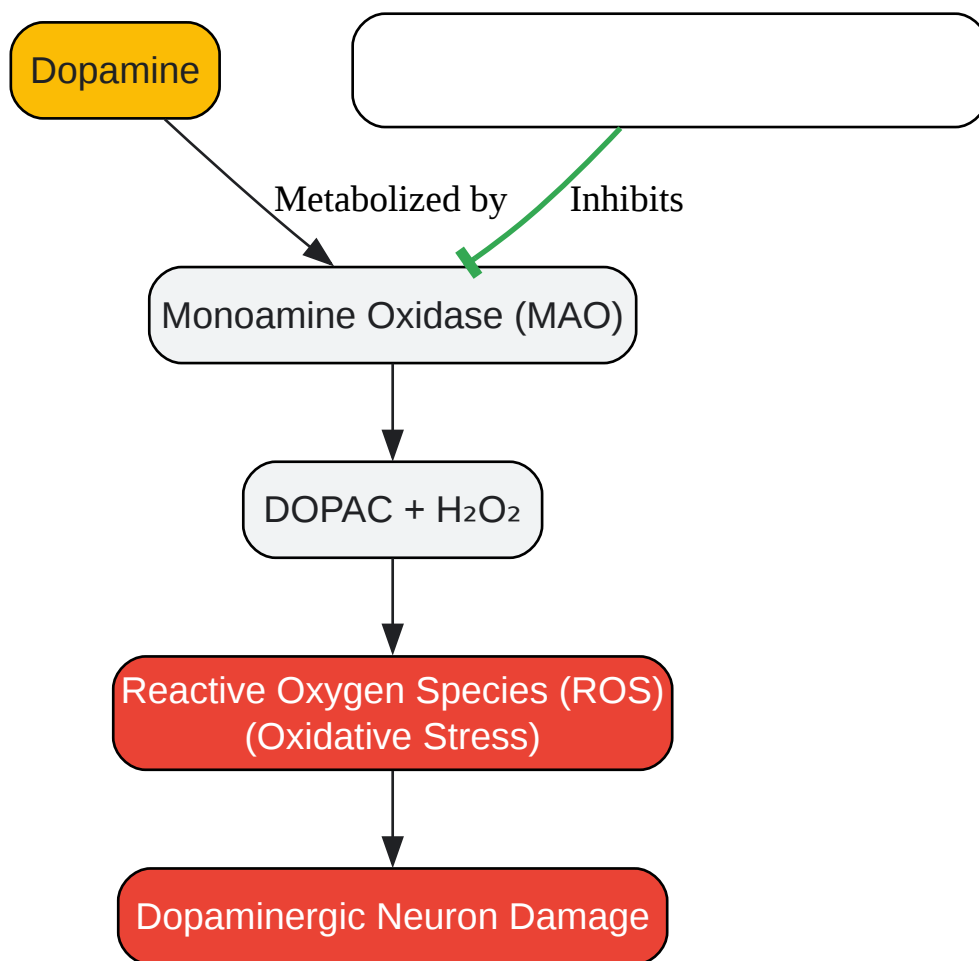 Dopamine
Metabolized by
Inhibits
Monoamine Oxidase (MAO)
DOPAC + H₂O₂
Reactive Oxygen Species (ROS)
(Oxidative Stress)
Dopaminergic Neuron Damage